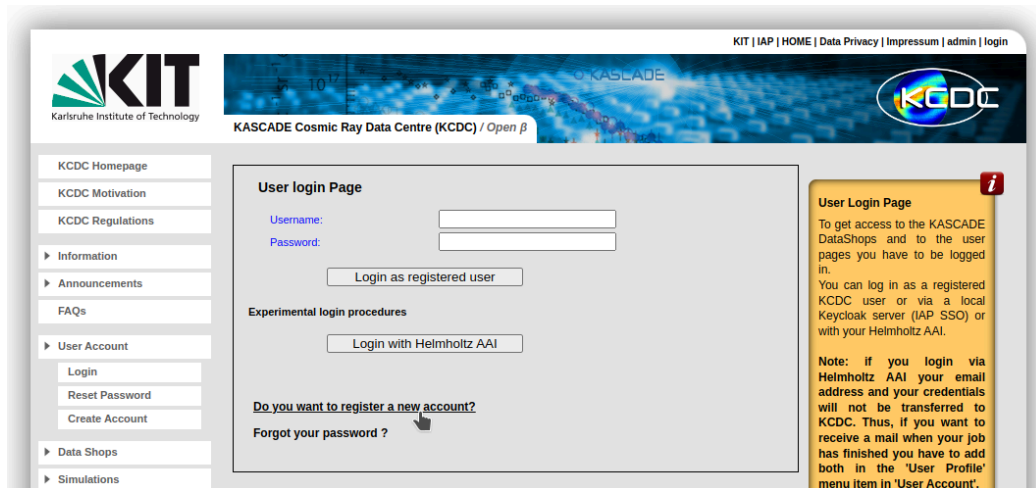 KIT | IAP | HOME | Data Privacy | Impressum | admin | login
KIT
Karlsruhe Institute of Technology
10^17
KASCADE
KCDC
KASCADE Cosmic Ray Data Centre (KCDC) / Open β
KCDC Homepage
KCDC Motivation
KCDC Regulations
Information
Announcements
FAQs
User Account
Login
Reset Password
Create Account
Data Shops
Simulations
User login Page
Username:
Password:
Login as registered user
Experimental login procedures
Login with Helmholtz AAI
Do you want to register a new account?
Forgot your password ?
i
User Login Page
To get access to the KASCADE
DataShops and to the user
pages you have to be logged
in.
You can log in as a registered
KCDC user or via a local
Keycloak server (IAP SSO) or
with your Helmholtz AAI.
Note: if you login via
Helmholtz AAI your email
address and your credentials
will not be transferred to
KCDC. Thus, if you want to
receive a mail when your job
has finished you have to add
both in the 'User Profile'
menu item in 'User Account'.